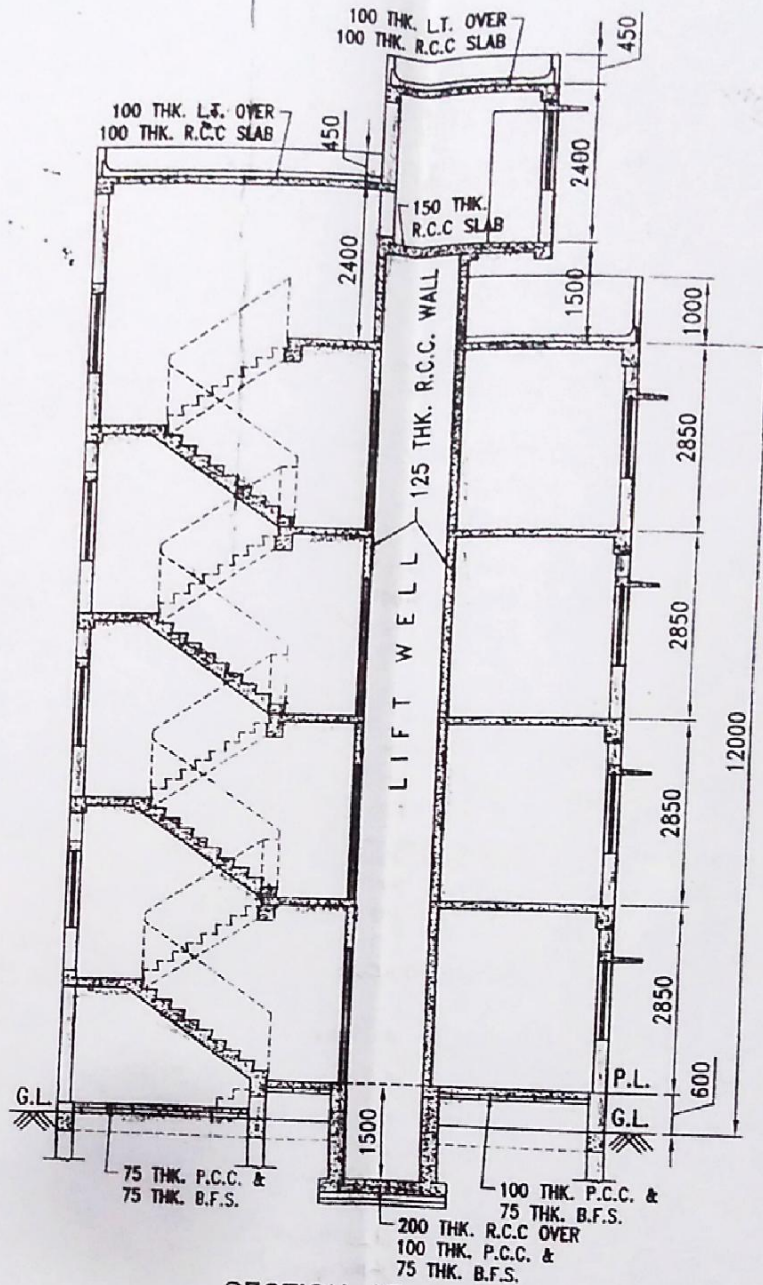 100 THK. L.T. OVER
100 THK. R.C.C SLAB
450
100 THK. L.T. OVER
100 THK. R.C.C SLAB
450
2400
150 THK.
R.C.C SLAB
2400
1500
1000
125 THK. R.C.C. WALL
LIFT WELL
2850
2850
2850
2850
12000
P.L.
G.L.
G.L.
600
1500
75 THK. P.C.C. &
75 THK. B.F.S.
100 THK. P.C.C. &
75 THK. B.F.S.
200 THK. R.C.C OVER
100 THK. P.C.C. &
75 THK. B.F.S.
SECTION